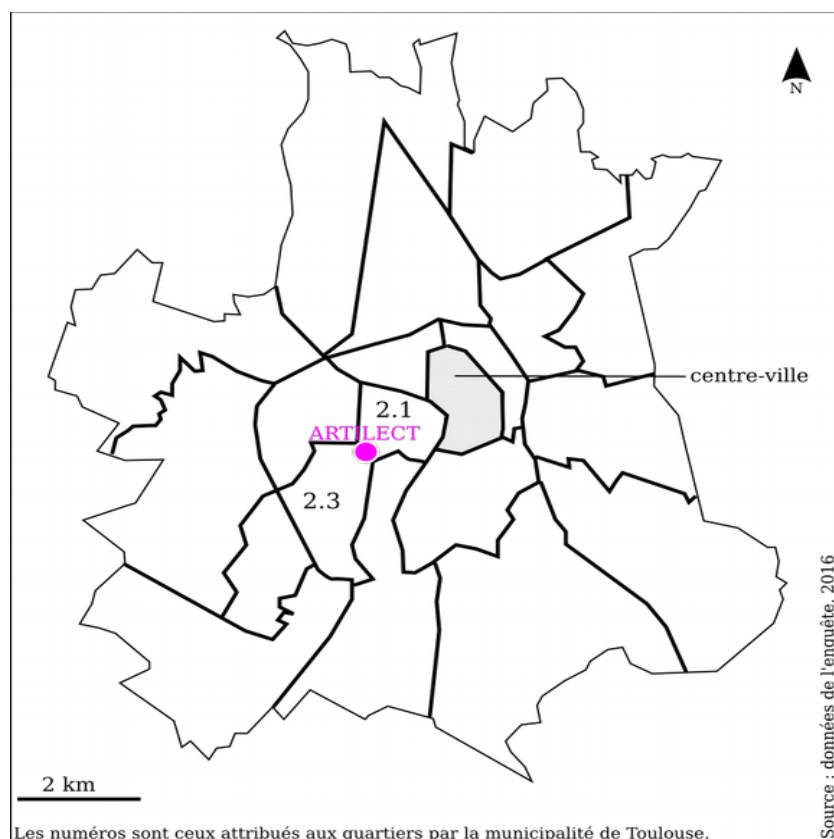 N
centre-ville
2.1
ARTILECT
2.3
2 km
Source : données de l'enquête, 2016
Les numéros sont ceux attribués aux quartiers par la municipalité de Toulouse.